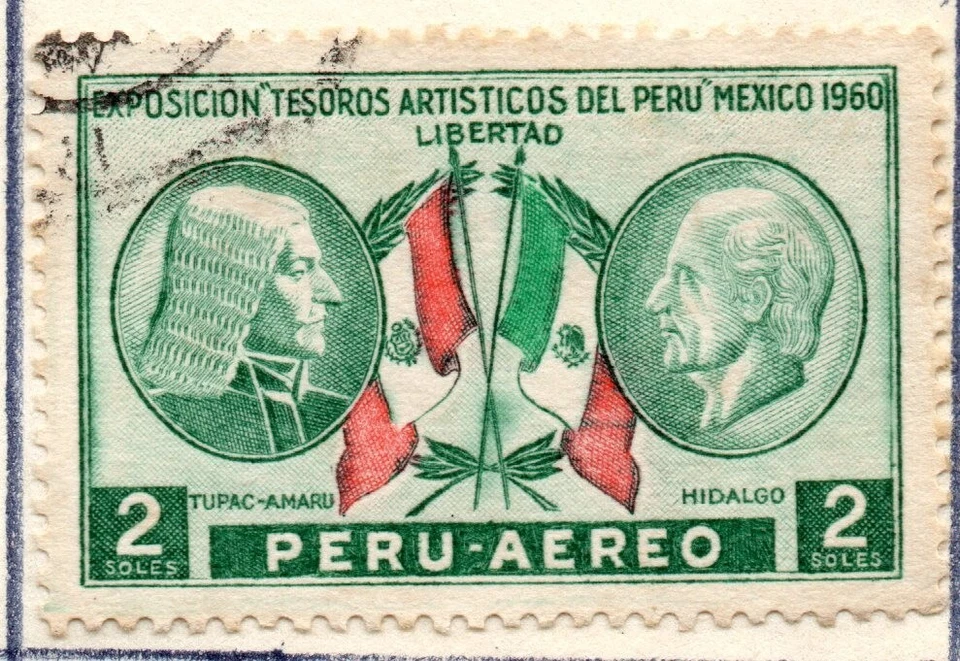 EXPOSICION "TESOROS ARTISTICOS DEL PERU" MEXICO 1960
LIBERTAD
TUPAC-AMARU
HIDALGO
2
SOLES
PERU-AEREO
2
SOLES